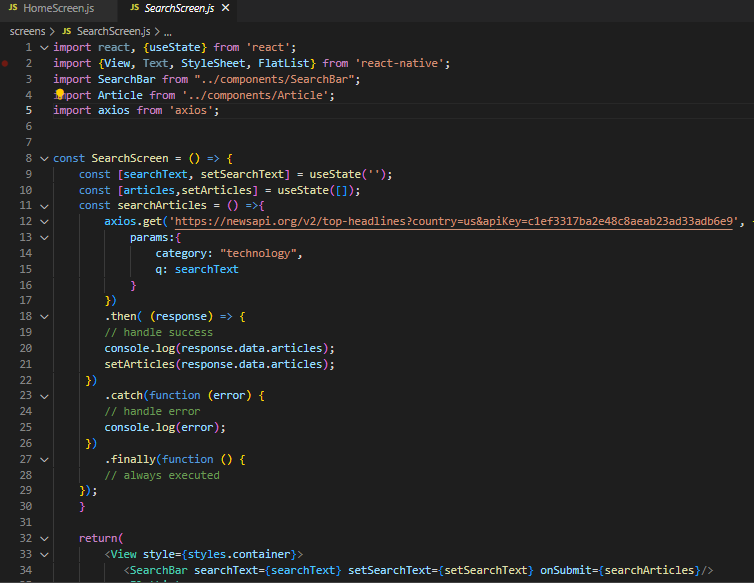 JS HomeScreen.js JS SearchScreen.js ×
screens > JS SearchScreen.js > ...
1 import react, {useState} from 'react';
2 import {View, Text, StyleSheet, FlatList} from 'react-native';
3 import SearchBar from "../components/SearchBar";
4 import Article from '../components/Article';
5 import axios from 'axios';
6
7
8 const SearchScreen = () => {
9 const [searchText, setSearchText] = useState('');
10 const [articles,setArticles] = useState([]);
11 const searchArticles = () =>{
12 axios.get('https://newsapi.org/v2/top-headlines?country=us&apiKey=c1ef3317ba2e48c8aeab23ad33adb6e9',
13 params:{
14 category: "technology",
15 q: searchText
16 }
17 })
18 .then( (response) => {
19 // handle success
20 console.log(response.data.articles);
21 setArticles(response.data.articles);
22 })
23 .catch(function (error) {
24 // handle error
25 console.log(error);
26 })
27 .finally(function () {
28 // always executed
29 });
30 }
31
32 return(
33 <View style={styles.container}>
34 <SearchBar searchText={searchText} setSearchText={setSearchText} onSubmit={searchArticles}/>